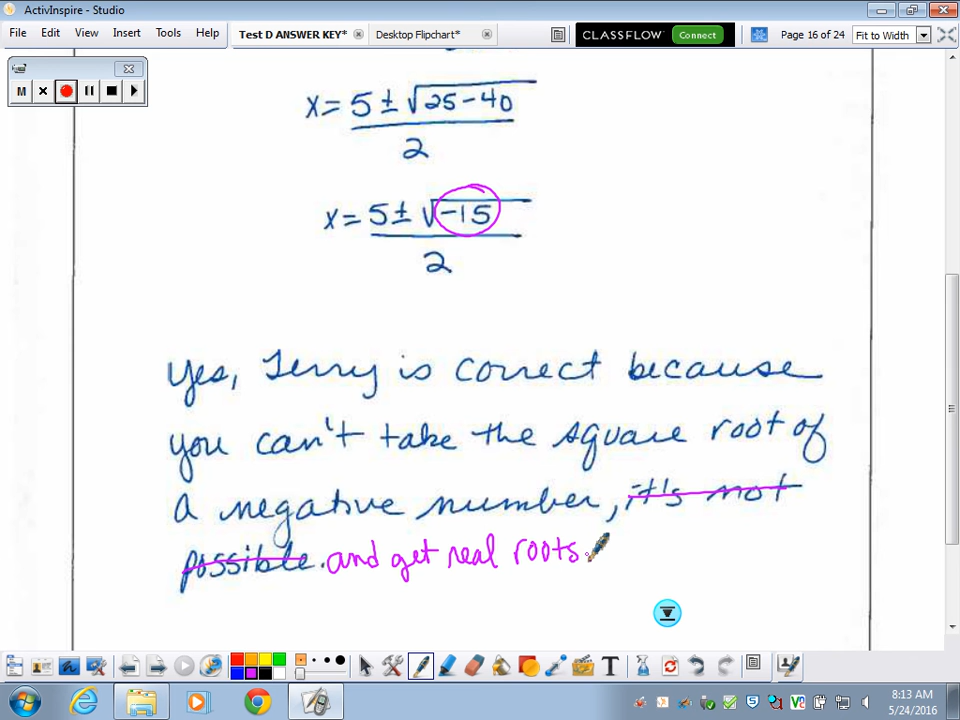 ActivInspire - Studio
File Edit View Insert Tools Help
Test D ANSWER KEY*
Desktop Flipchart*
CLASSFLOW Connect
Page 16 of 24
Fit to Width
M
x = 5 ± √25 - 40
2
x = 5 ± √-15
2
Yes, Jerry is correct because
you can't take the square root of
a negative number, it's not
possible. and get real roots.
T
8:13 AM
5/24/2016